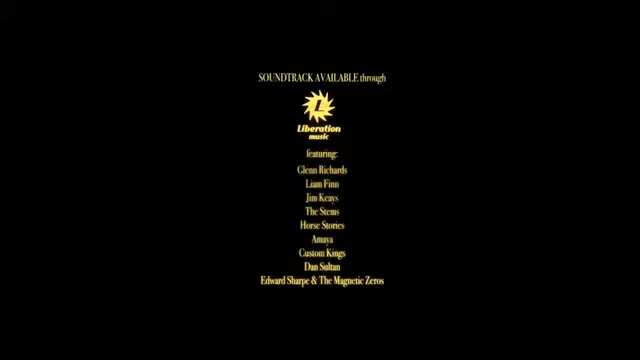 SOUNDTRACK AVAILABLE through
L
Liberation
music
featuring:
Glenn Richards
Liam Finn
Jim Keays
The Stems
Horse Stories
Amaya
Custom Kings
Dan Sultan
Edward Sharpe & The Magnetic Zeros